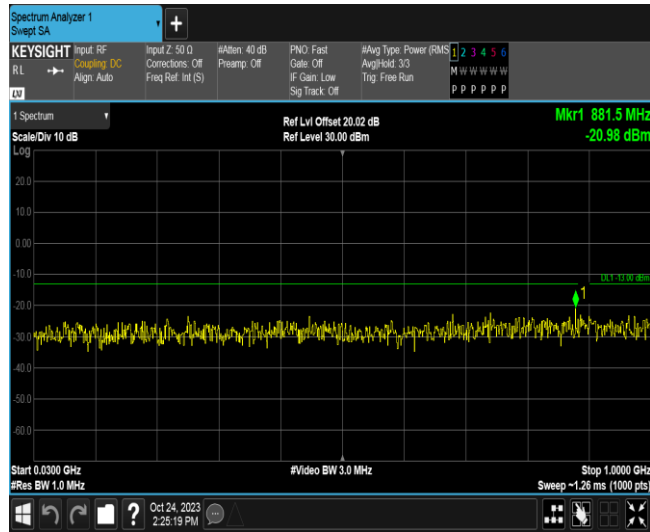 Spectrum Analyzer 1
Swept SA
+
KEYSIGHT
RL
LXI
Input: RF
Coupling: DC
Align: Auto
Input Z: 50 Ω
Corrections: Off
Freq Ref: Int (S)
#Atten: 40 dB
Preamp: Off
PNO: Fast
Gate: Off
IF Gain: Low
Sig Track: Off
#Avg Type: Power (RMS
Avg|Hold: 3/3
Trig: Free Run
1 2 3 4 5 6
M W W W W W
P P P P P P
1 Spectrum
Scale/Div 10 dB
Ref Lvl Offset 20.02 dB
Ref Level 30.00 dBm
Mkr1 881.5 MHz
-20.98 dBm
Log
20.0
10.0
0.00
-10.0
DL1 -13.00 dBm
1
-20.0
-30.0
-40.0
-50.0
-60.0
Start 0.0300 GHz
#Video BW 3.0 MHz
Stop 1.0000 GHz
#Res BW 1.0 MHz
Sweep ~1.26 ms (1000 pts)
?
Oct 24, 2023
2:25:19 PM